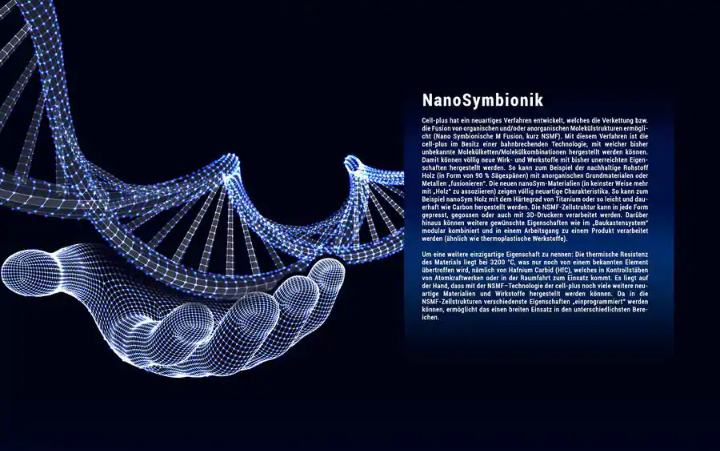 NanoSymbionik
Cell-plus hat ein neuartiges Verfahren entwickelt, welches die Verkettung bzw.
die Fusion von organischen und/oder anorganischen Molekülstrukturen ermögli-
cht (Nano Symbionische M Fusion, kurz NSMF). Mit diesem Verfahren ist die
cell-plus im Besitz einer bahnbrechenden Technologie, mit welcher bisher
unbekannte Molekülketten/Molekülkombinationen hergestellt werden können.
Damit können völlig neue Wirk- und Werkstoffe mit bisher unerreichten Eigen-
schaften hergestellt werden. So kann zum Beispiel der nachhaltige Rohstoff
Holz (in Form von 90 % Sägespänen) mit anorganischen Grundmaterialen oder
Metallen „fusionieren“. Die neuen nanoSym-Materialien (in keinster Weise mehr
mit „Holz“ zu assoziieren) zeigen völlig neuartige Charakteristika. So kann zum
Beispiel nanoSym Holz mit dem Härtegrad von Titanium oder so leicht und dau-
erhaft wie Carbon hergestellt werden. Die NSMF-Zellstruktur kann in jede Form
gepresst, gegossen oder auch mit 3D-Druckern verarbeitet werden. Darüber
hinaus können weitere gewünschte Eigenschaften wie im „Baukastensystem“
modular kombiniert und in einem Arbeitsgang zu einem Produkt verarbeitet
werden (ähnlich wie thermoplastische Werkstoffe).
Um eine weitere einzigartige Eigenschaft zu nennen: Die thermische Resistenz
des Materials liegt bei 3200 °C, was nur noch von einem bekannten Element
übertroffen wird, nämlich von Hafnium Carbid (HfC), welches in Kontrollstäben
von Atomkraftwerken oder in der Raumfahrt zum Einsatz kommt. Es liegt auf
der Hand, dass mit der NSMF–Technologie der cell-plus noch viele weitere neu-
artige Materialien und Wirkstoffe hergestellt werden können. Da in die
NSMF-Zellstrukturen verschiedenste Eigenschaften „einprogrammiert“ werden
können, ermöglicht das einen breiten Einsatz in den unterschiedlichsten Bere-
ichen.